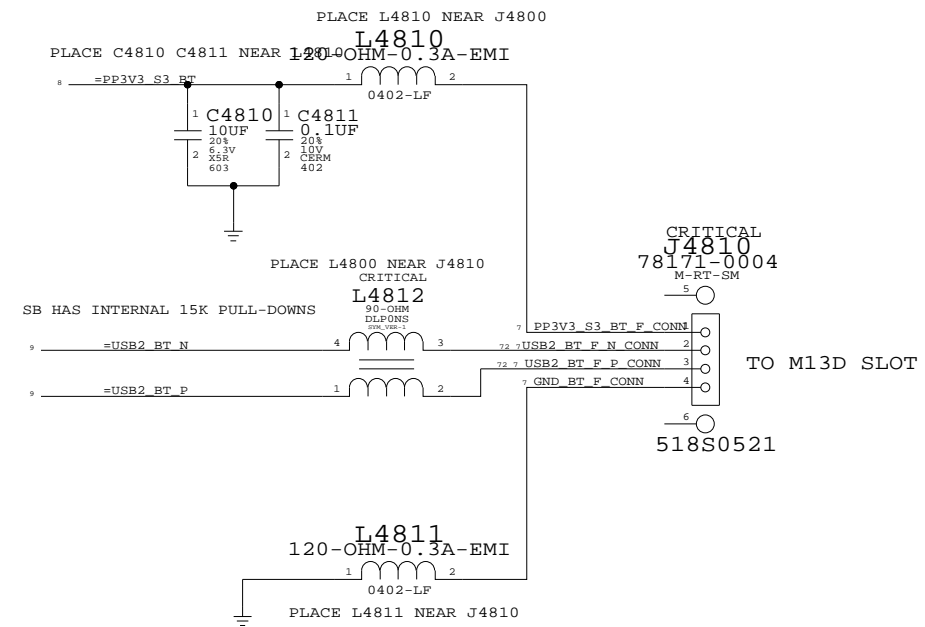 PLACE L4810 NEAR J4800
L4810
PLACE C4810 C4811 NEAR L4810
120-OHM-0.3A-EMI
1 2
8 =PP3V3_S3_BT
0402-LF
1 C4810
10UF
20%
6.3V
2 X5R
603
1 C4811
0.1UF
20%
10V
2 CERM
402
CRITICAL
J4810
78171-0004
M-RT-SM
5
PLACE L4800 NEAR J4810
CRITICAL
L4812
90-OHM
DLP0NS
SYM_VER-1
SB HAS INTERNAL 15K PULL-DOWNS
9 =USB2_BT_N 4 3
9 =USB2_BT_P 1 2
7 PP3V3_S3_BT_F_CONN 1
72 7 USB2_BT_F_N_CONN 2
72 7 USB2_BT_F_P_CONN 3
7 GND_BT_F_CONN 4
TO M13D SLOT
6
518S0521
L4811
120-OHM-0.3A-EMI
1 2
0402-LF
PLACE L4811 NEAR J4810